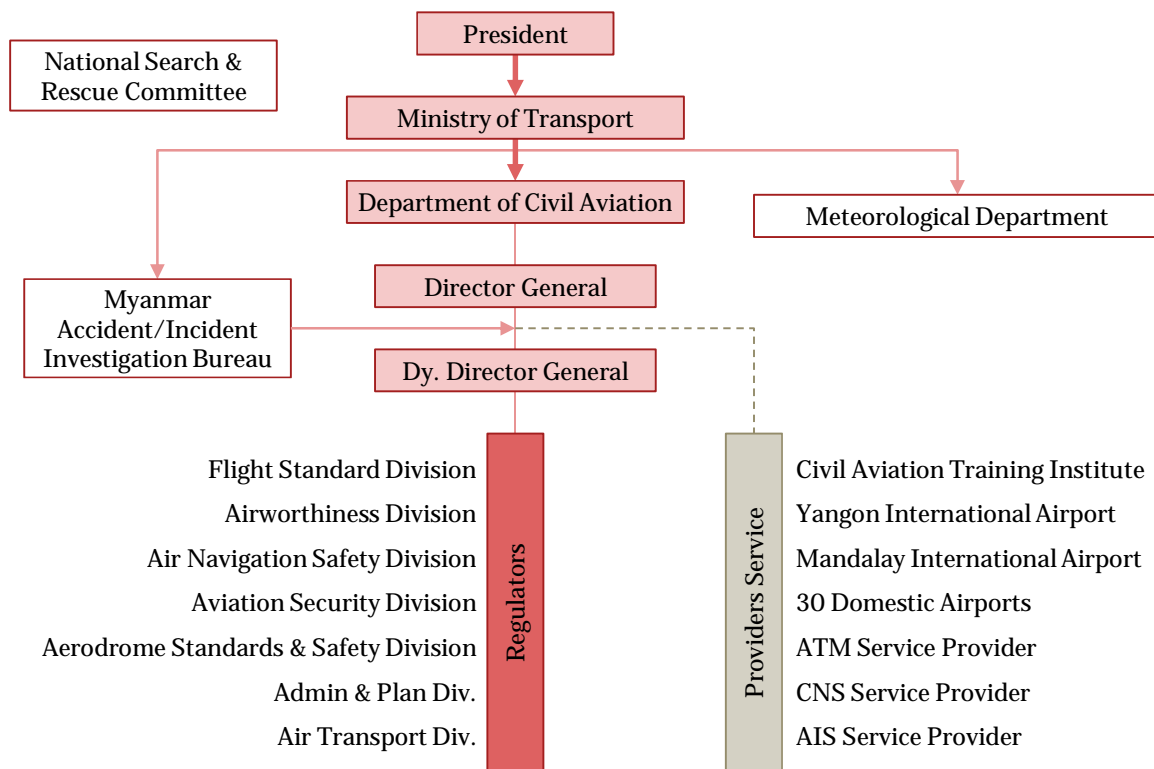 President
National Search &
Rescue Committee
Ministry of Transport
Department of Civil Aviation
Meteorological Department
Director General
Myanmar
Accident/Incident
Investigation Bureau
Dy. Director General
Regulators
Flight Standard Division
Airworthiness Division
Air Navigation Safety Division
Aviation Security Division
Aerodrome Standards & Safety Division
Admin & Plan Div.
Air Transport Div.
Providers Service
Civil Aviation Training Institute
Yangon International Airport
Mandalay International Airport
30 Domestic Airports
ATM Service Provider
CNS Service Provider
AIS Service Provider